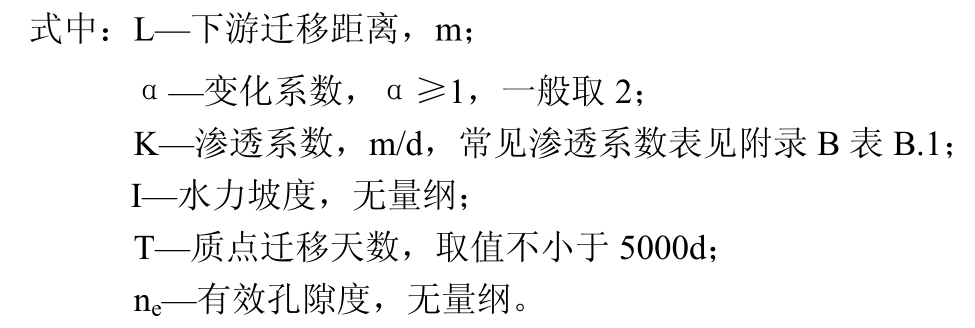 式中：L—下游迁移距离，m；
α—变化系数，α≥1，一般取 2；
K—渗透系数，m/d，常见渗透系数表见附录 B 表 B.1；
I—水力坡度，无量纲；
T—质点迁移天数，取值不小于 5000d；
nₑ—有效孔隙度，无量纲。